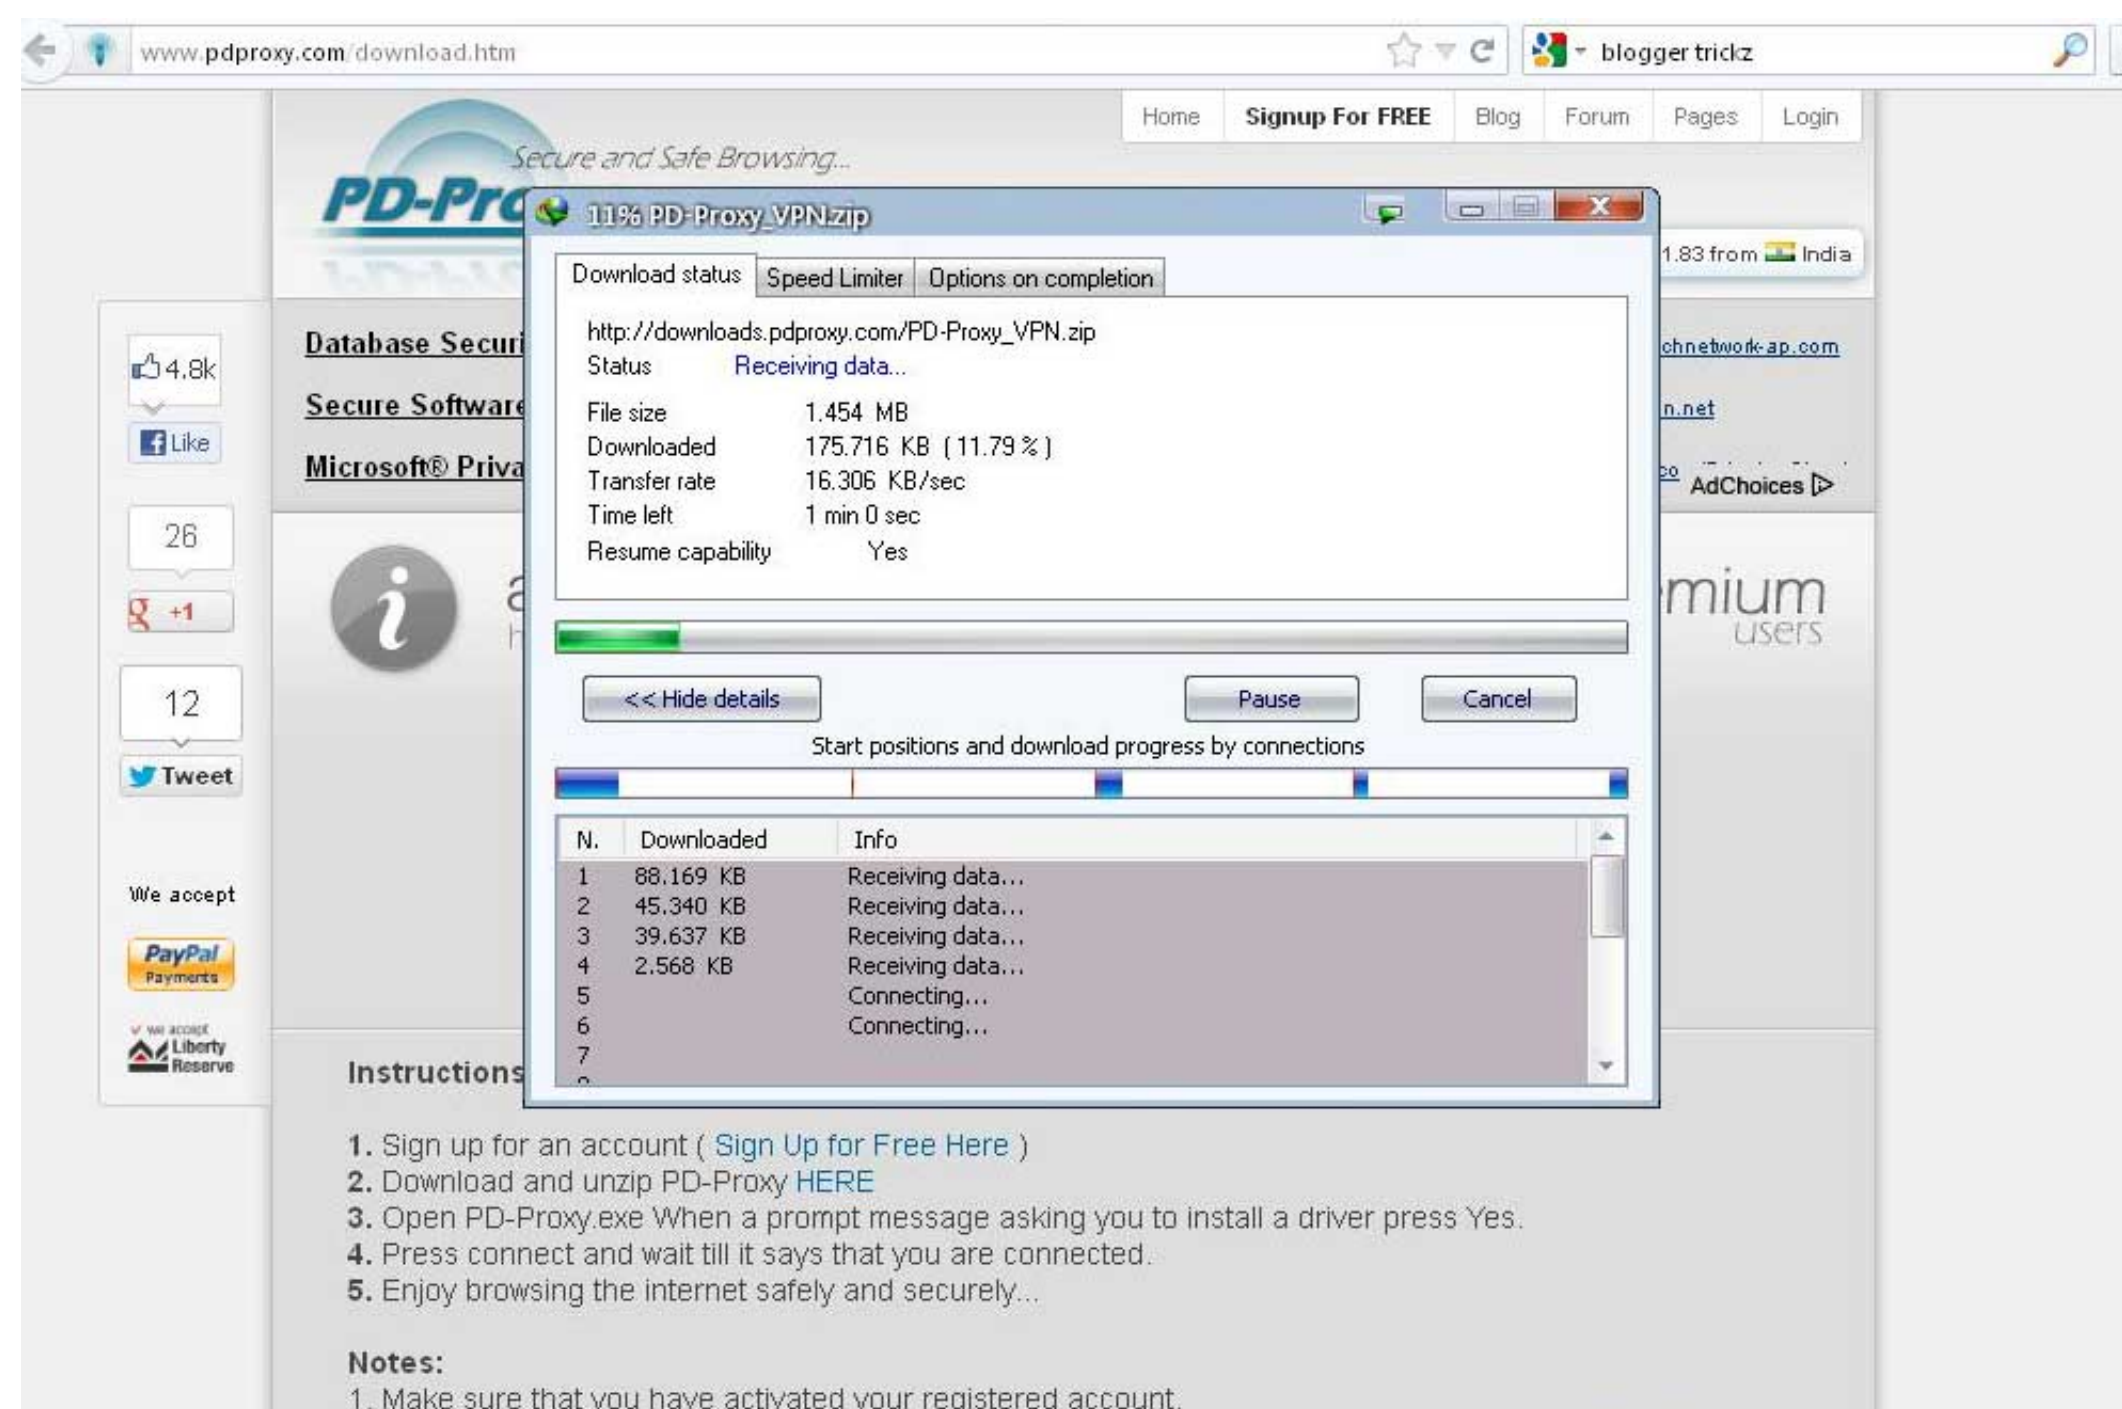 www.pdproxy.com/download.htm
blogger trickz
Home Signup For FREE Blog Forum Pages Login
Secure and Safe Browsing...
PD-Pro
11% PD-Proxy_VPN.zip
1.83 from India
Download status Speed Limiter Options on completion
http://downloads.pdproxy.com/PD-Proxy_VPN.zip
Status Receiving data...
File size 1.454 MB
Downloaded 175.716 KB ( 11.79 % )
Transfer rate 16.306 KB/sec
Time left 1 min 0 sec
Resume capability Yes
<< Hide details Pause Cancel
Start positions and download progress by connections
N. Downloaded Info
1 88.169 KB Receiving data...
2 45.340 KB Receiving data...
3 39.637 KB Receiving data...
4 2.568 KB Receiving data...
5 Connecting...
6 Connecting...
7
Database Securi
chnetwork-ap.com
Secure Software
n.net
Microsoft® Priva
AdChoices
mium
users
4.8k
Like
26
g +1
12
Tweet
We accept
PayPal
Payments
we accept
Liberty
Reserve
Instructions
1. Sign up for an account ( Sign Up for Free Here )
2. Download and unzip PD-Proxy HERE
3. Open PD-Proxy.exe When a prompt message asking you to install a driver press Yes.
4. Press connect and wait till it says that you are connected.
5. Enjoy browsing the internet safely and securely...
Notes:
1. Make sure that you have activated your registered account.